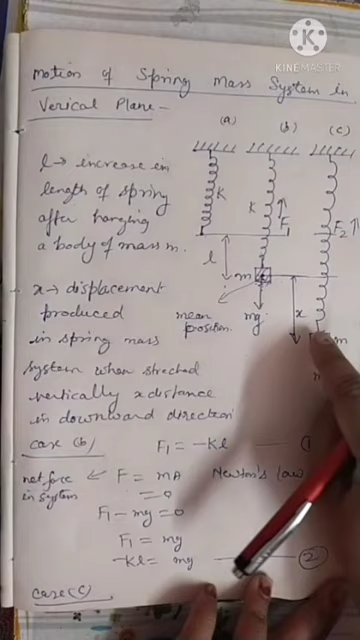 KINEMASTER
Motion of Spring Mass System in
Verical Plane -
(a) (b) (c)
l → increase in
length of spring
after hanging
a body of mass m.
K K F1 F2
l
m
mg
x
m
mean
position.
x → displacement
produced
in spring mass
system when streched
vertically x distance
in downward direction
case (b) F1 = -Kl — ①
net force ← F = MA Newton's law
in system = 0
F1 - mg = 0
F1 = mg
-Kl = mg — ②
case (c)